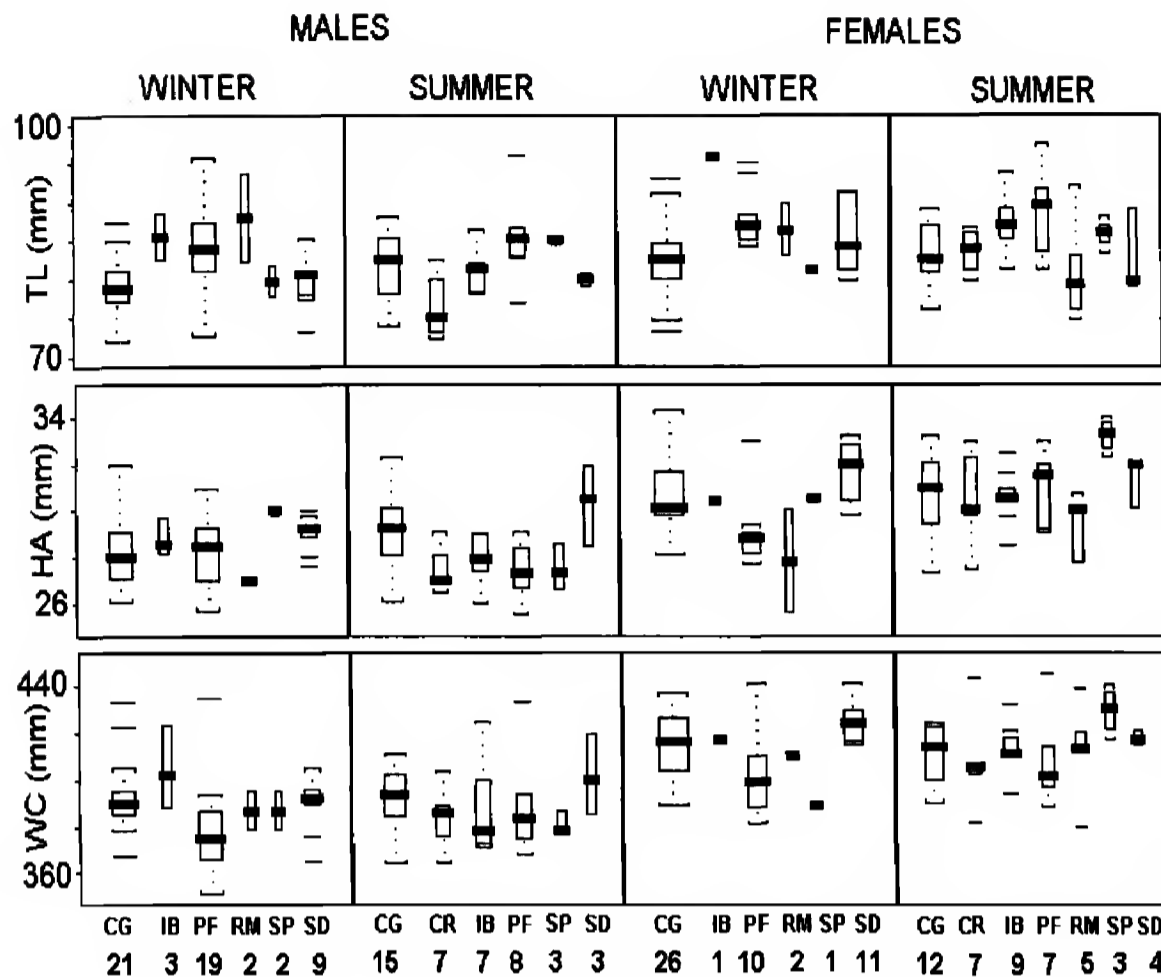 MALES FEMALES
WINTER SUMMER WINTER SUMMER
100
TL (mm)
70
34
HA (mm)
26
440
WC (mm)
360
CG IB PF RM SP SD CG CR IB PF SP SD CG IB PF RM SP SD CG CR IB PF RM SP SD
21 3 19 2 2 9 15 7 7 8 3 3 26 1 10 2 1 11 12 7 9 7 5 3 4